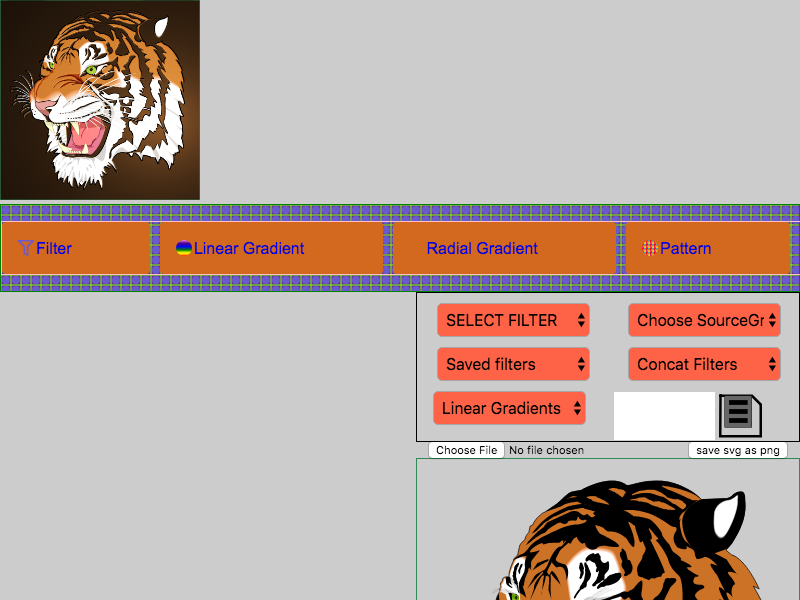 Filter
Linear Gradient
Radial Gradient
Pattern
SELECT FILTER
Choose SourceGr
Saved filters
Concat Filters
Linear Gradients
Choose File No file chosen
save svg as png